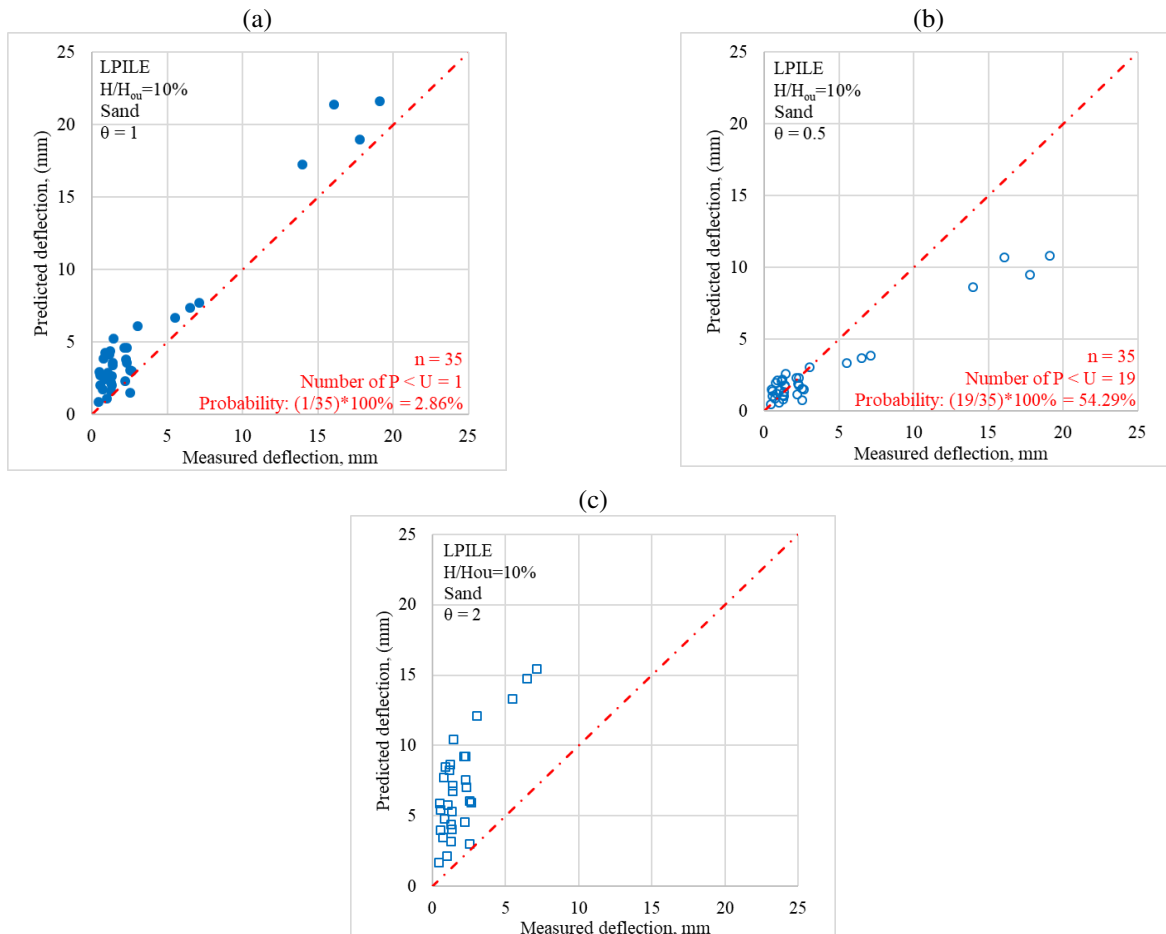 (a)
25
20
15
10
5
0
Predicted deflection, (mm)
LPILE
H/Hou=10%
Sand
θ = 1
n = 35
Number of P < U = 1
Probability: (1/35)*100% = 2.86%
0 5 10 15 20 25
Measured deflection, mm
(b)
25
20
15
10
5
0
Predicted deflection, (mm)
LPILE
H/Hou=10%
Sand
θ = 0.5
n = 35
Number of P < U = 19
Probability: (19/35)*100% = 54.29%
0 5 10 15 20 25
Measured deflection, mm
(c)
25
20
15
10
5
0
Predicted deflection, (mm)
LPILE
H/Hou=10%
Sand
θ = 2
0 5 10 15 20 25
Measured deflection, mm